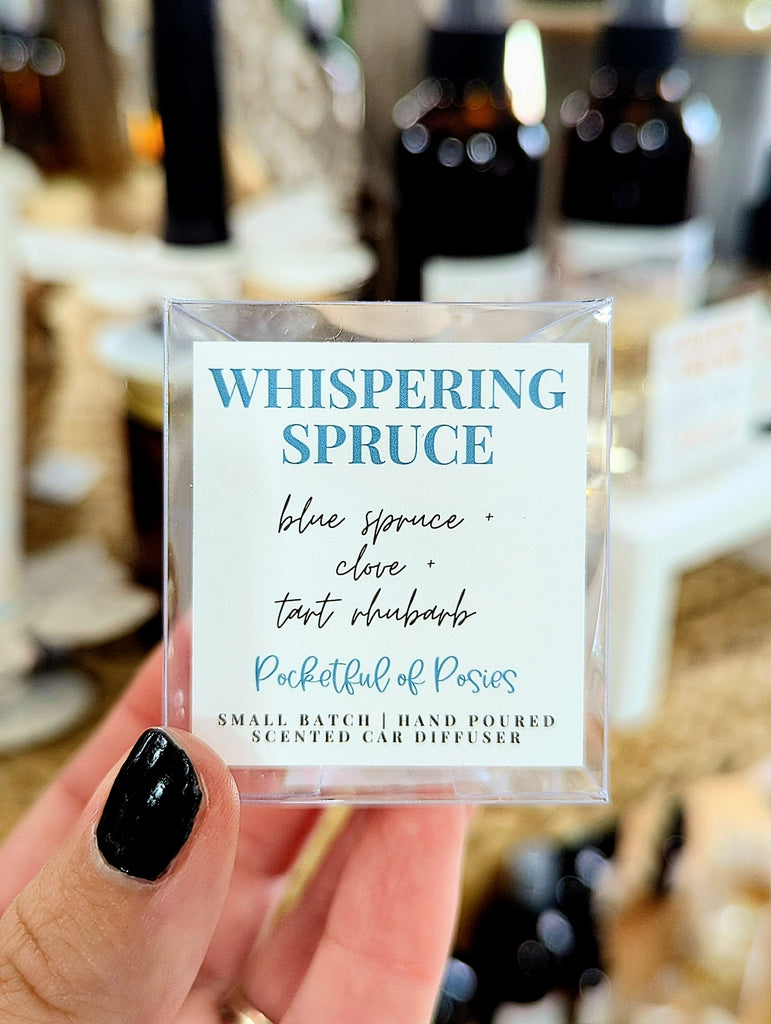 WHISPERING
SPRUCE
blue spruce +
clove +
tart rhubarb
Pocketful of Posies
SMALL BATCH | HAND POURED
SCENTED CAR DIFFUSER